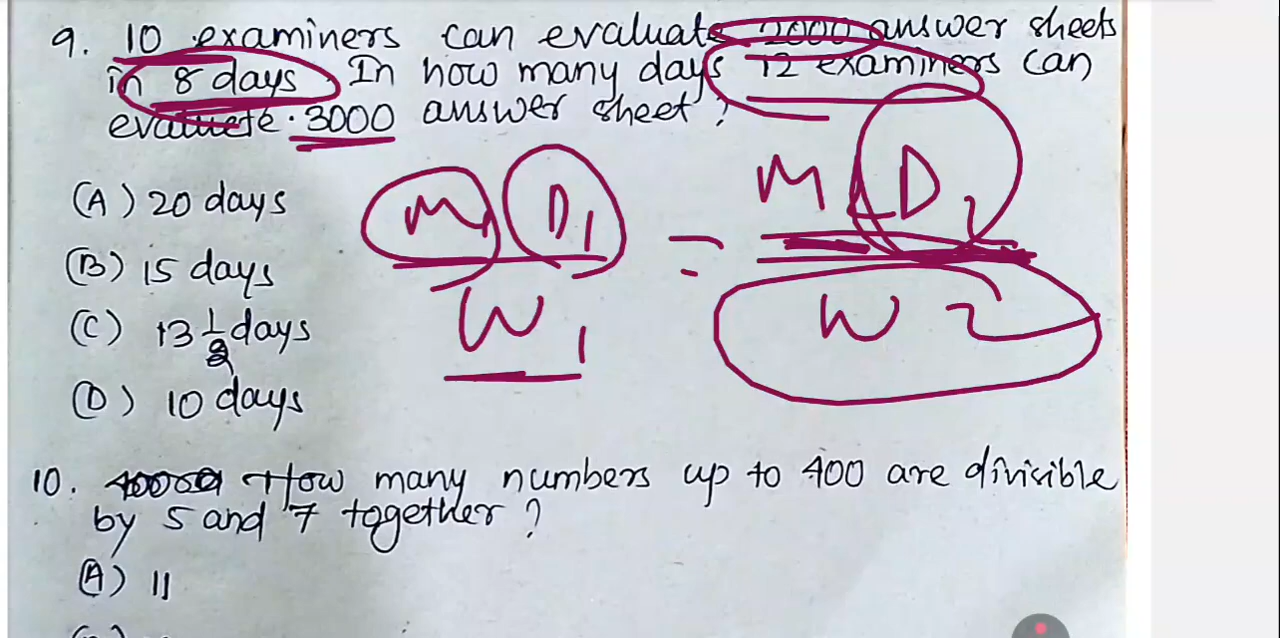 9. 10 examiners can evaluate 2000 answer sheets
in 8 days. In how many days 12 examiners can
evaluate 3000 answer sheet ?
(A) 20 days
(B) 15 days
(C) 13 1/2 days
(D) 10 days
M1 D1 / W1 = M2 D2 / W2
10. How many numbers up to 400 are divisible
by 5 and 7 together ?
(A) 11